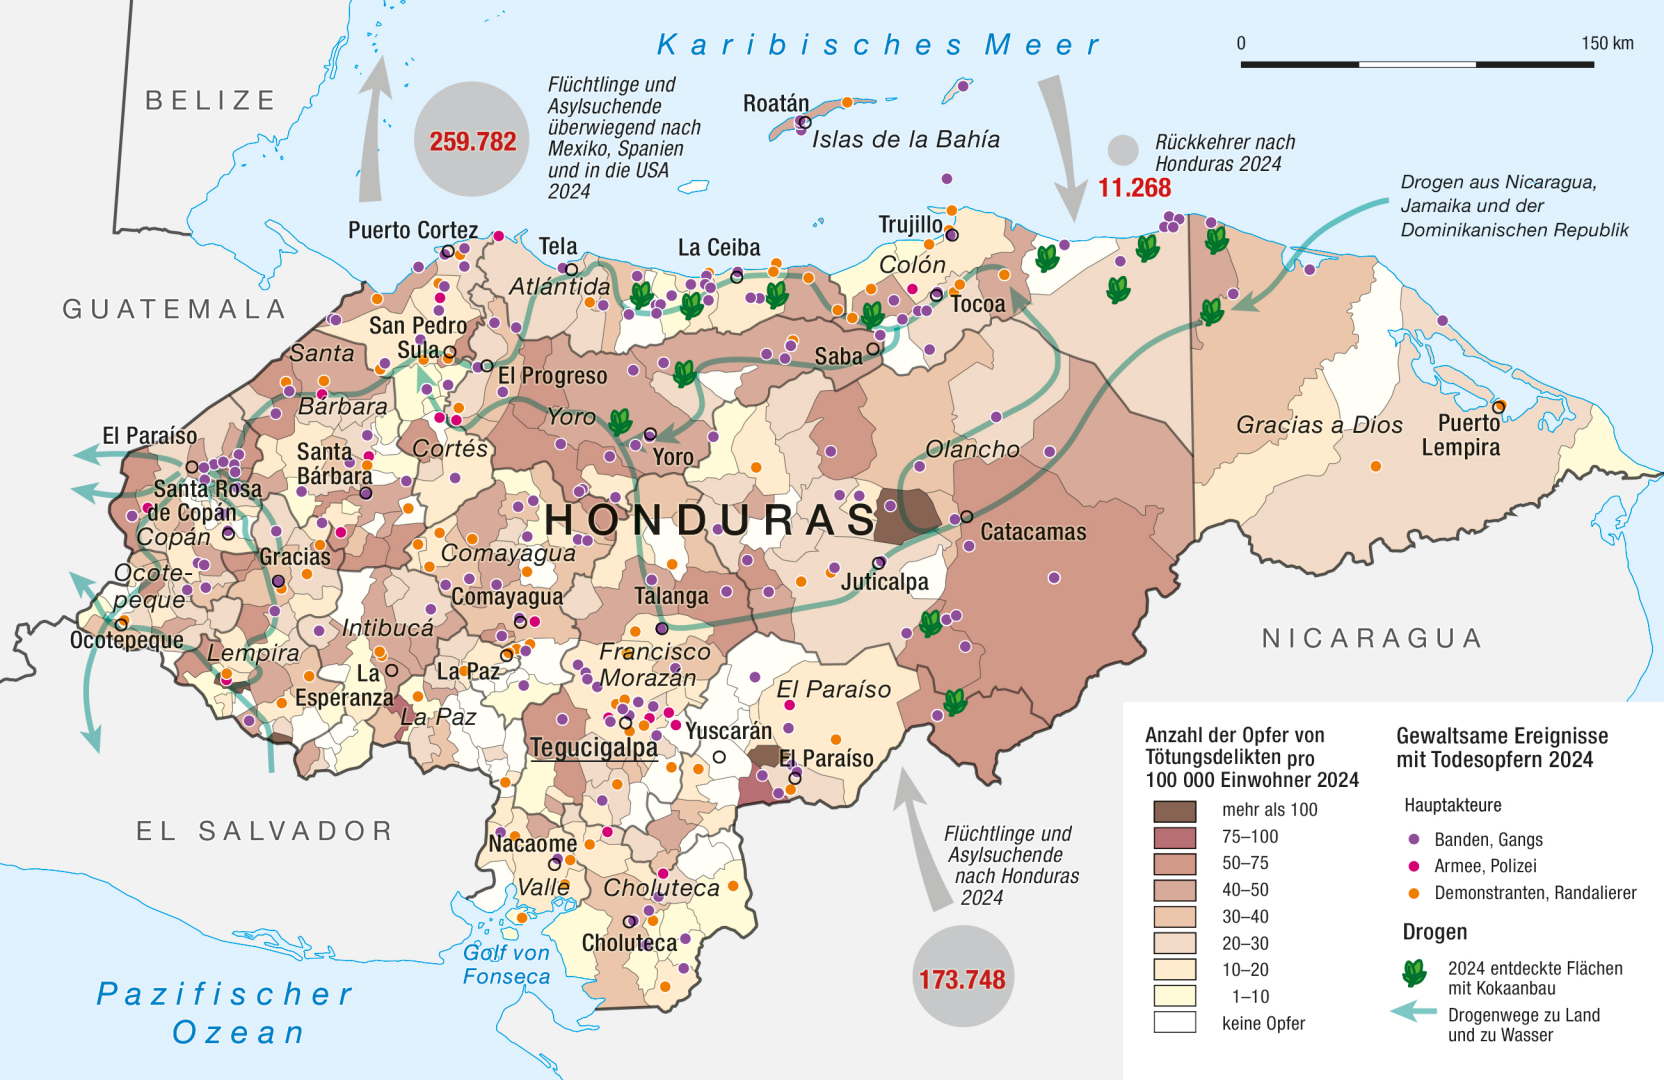 Karibisches Meer
0
150 km
BELIZE
259.782
Flüchtlinge und
Asylsuchende
überwiegend nach
Mexiko, Spanien
und in die USA
2024
Roatán
Islas de la Bahía
Rückkehrer nach
Honduras 2024
11.268
Drogen aus Nicaragua,
Jamaika und der
Dominikanischen Republik
Puerto Cortez
Tela
La Ceiba
Trujillo
Colón
Atlántida
GUATEMALA
Tocoa
San Pedro
Sula
Santa
Bárbara
Saba
El Progreso
Yoro
El Paraíso
Cortés
Yoro
Olancho
Gracias a Dios
Puerto
Lempira
Santa
Bárbara
Santa Rosa
de Copán
Copán
HONDURAS
Catacamas
Gracias
Comayagua
Ocote-
peque
Comayagua
Talanga
Juticalpa
Ocotepeque
Intibucá
Lempira
La
Esperanza
La Paz
Francisco
Morazán
El Paraíso
NICARAGUA
La Paz
Tegucigalpa
Yuscarán
El Paraíso
EL SALVADOR
Nacaome
Valle
Choluteca
Choluteca
Golf von
Fonseca
Pazifischer
Ozean
Flüchtlinge und
Asylsuchende
nach Honduras
2024
173.748
Anzahl der Opfer von
Tötungsdelikten pro
100 000 Einwohner 2024
mehr als 100
75–100
50–75
40–50
30–40
20–30
10–20
1–10
keine Opfer
Gewaltsame Ereignisse
mit Todesopfern 2024
Hauptakteure
Banden, Gangs
Armee, Polizei
Demonstranten, Randalierer
Drogen
2024 entdeckte Flächen
mit Kokaanbau
Drogenwege zu Land
und zu Wasser